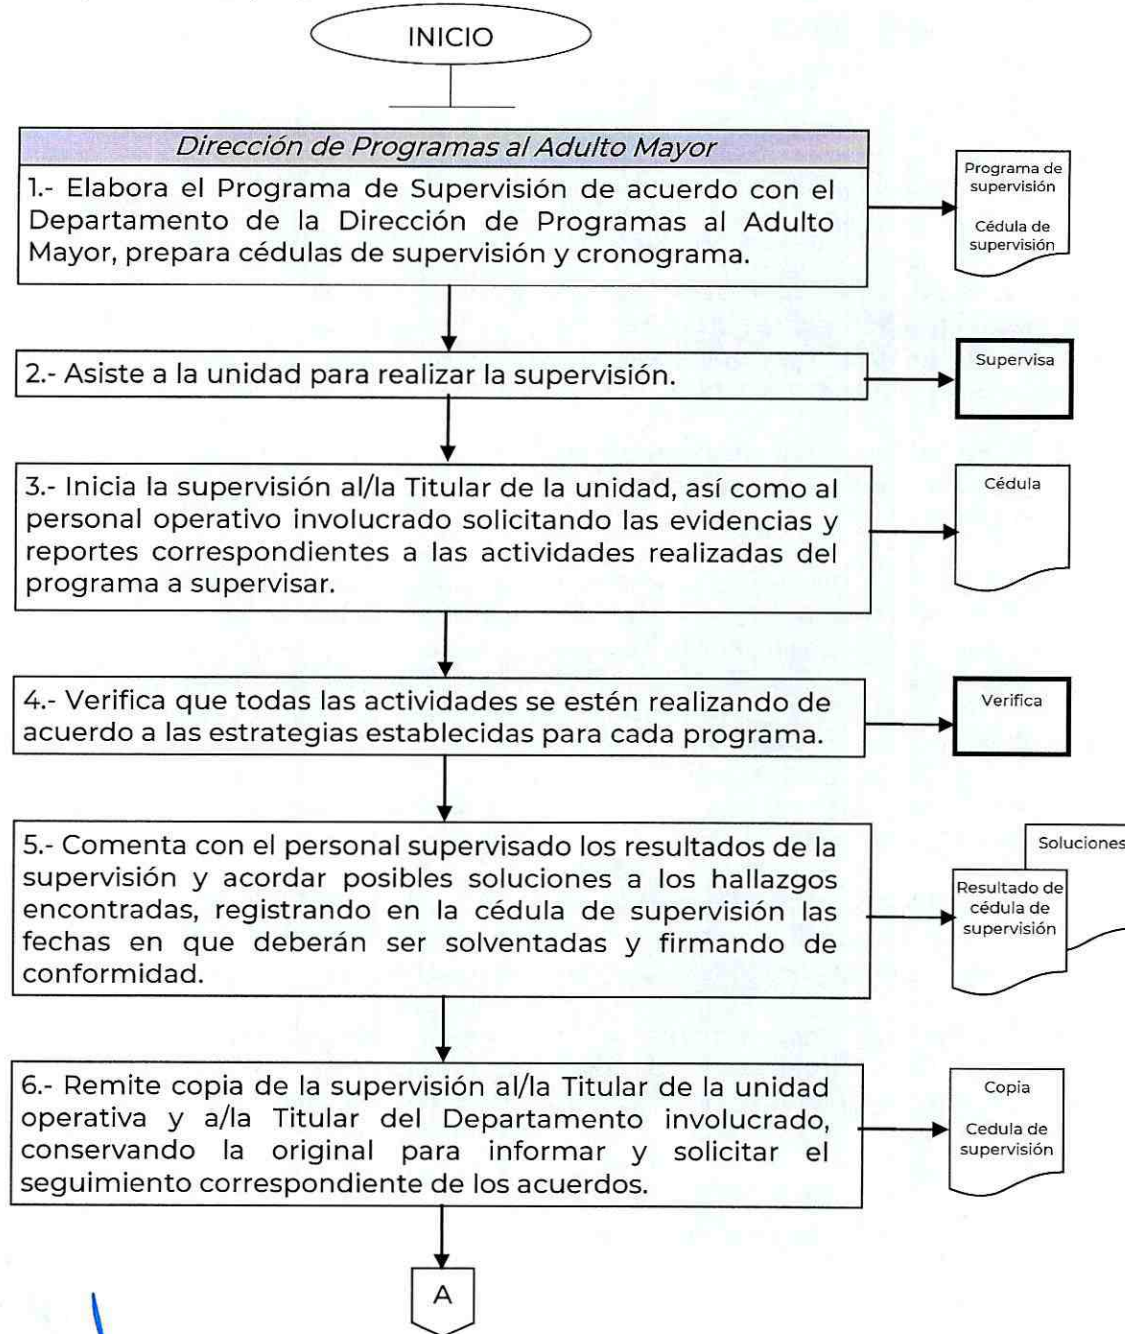 INICIO
Dirección de Programas al Adulto Mayor
1.- Elabora el Programa de Supervisión de acuerdo con el
Departamento de la Dirección de Programas al Adulto
Mayor, prepara cédulas de supervisión y cronograma.
Programa de
supervisión
Cédula de
supervisión
2.- Asiste a la unidad para realizar la supervisión.
Supervisa
3.- Inicia la supervisión al/la Titular de la unidad, así como al
personal operativo involucrado solicitando las evidencias y
reportes correspondientes a las actividades realizadas del
programa a supervisar.
Cédula
4.- Verifica que todas las actividades se estén realizando de
acuerdo a las estrategias establecidas para cada programa.
Verifica
5.- Comenta con el personal supervisado los resultados de la
supervisión y acordar posibles soluciones a los hallazgos
encontradas, registrando en la cédula de supervisión las
fechas en que deberán ser solventadas y firmando de
conformidad.
Soluciones
Resultado de
cédula de
supervisión
6.- Remite copia de la supervisión al/la Titular de la unidad
operativa y a/la Titular del Departamento involucrado,
conservando la original para informar y solicitar el
seguimiento correspondiente de los acuerdos.
Copia
Cedula de
supervisión
A